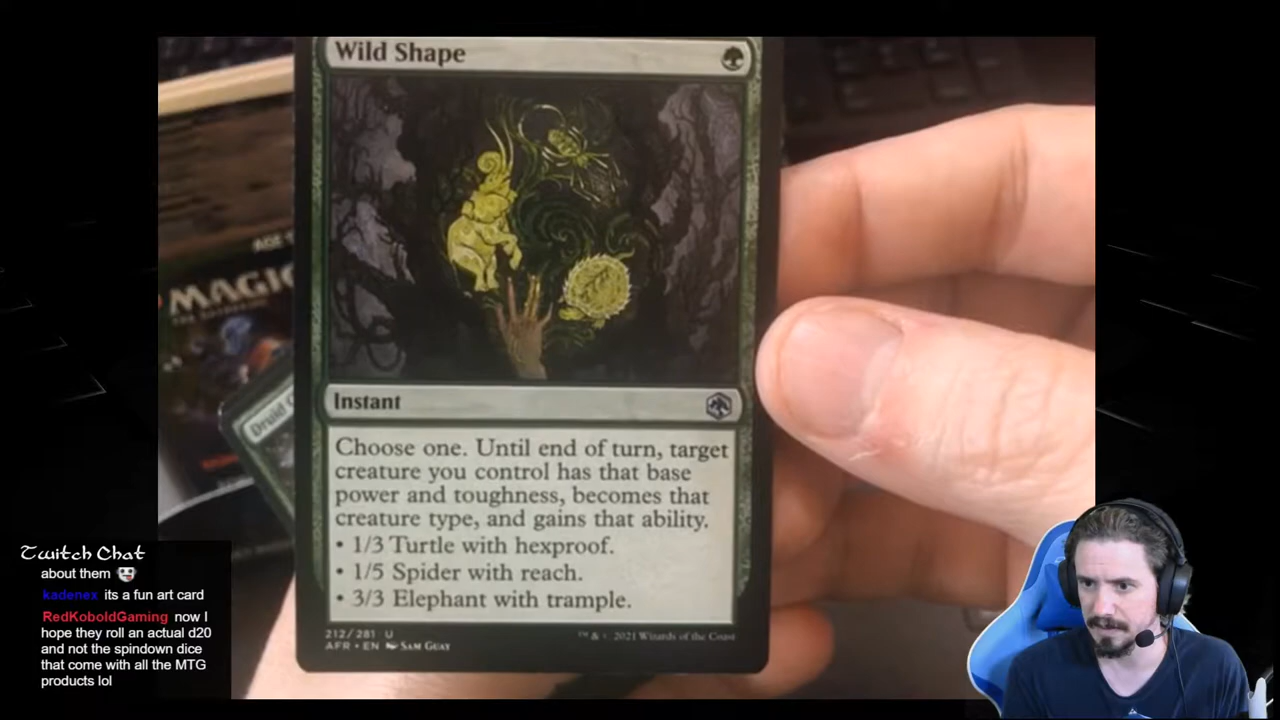 Wild Shape
AGE
MAGIC
Druid
Instant
Choose one. Until end of turn, target
creature you control has that base
power and toughness, becomes that
creature type, and gains that ability.
• 1/3 Turtle with hexproof.
• 1/5 Spider with reach.
• 3/3 Elephant with trample.
212/281 U
AFR • EN SAM GUAY
™ & © 2021 Wizards of the Coast
Twitch Chat
about them
kadenex its a fun art card
RedKoboldGaming now I
hope they roll an actual d20
and not the spindown dice
that come with all the MTG
products lol